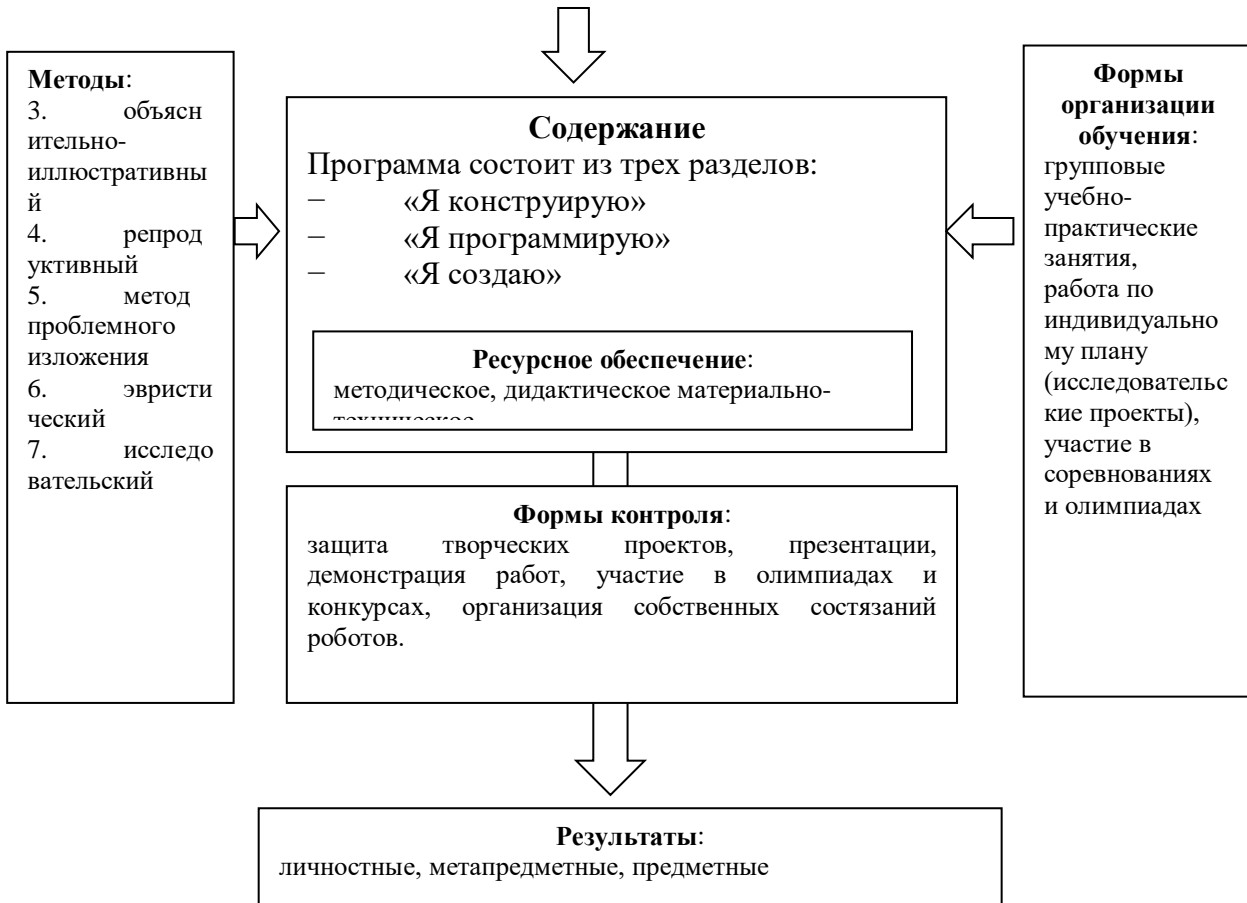 Методы:
3. объясн
ительно-
иллюстративны
й
4. репрод
уктивный
5. метод
проблемного
изложения
6. эвристи
ческий
7. исследо
вательский
Содержание
Программа состоит из трех разделов:
– «Я конструирую»
– «Я программирую»
– «Я создаю»
Ресурсное обеспечение:
методическое, дидактическое материально-
Формы
организации
обучения:
групповые
учебно-
практические
занятия,
работа по
индивидуально
му плану
(исследовательс
кие проекты),
участие в
соревнованиях
и олимпиадах
Формы контроля:
защита творческих проектов, презентации,
демонстрация работ, участие в олимпиадах и
конкурсах, организация собственных состязаний
роботов.
Результаты:
личностные, метапредметные, предметные